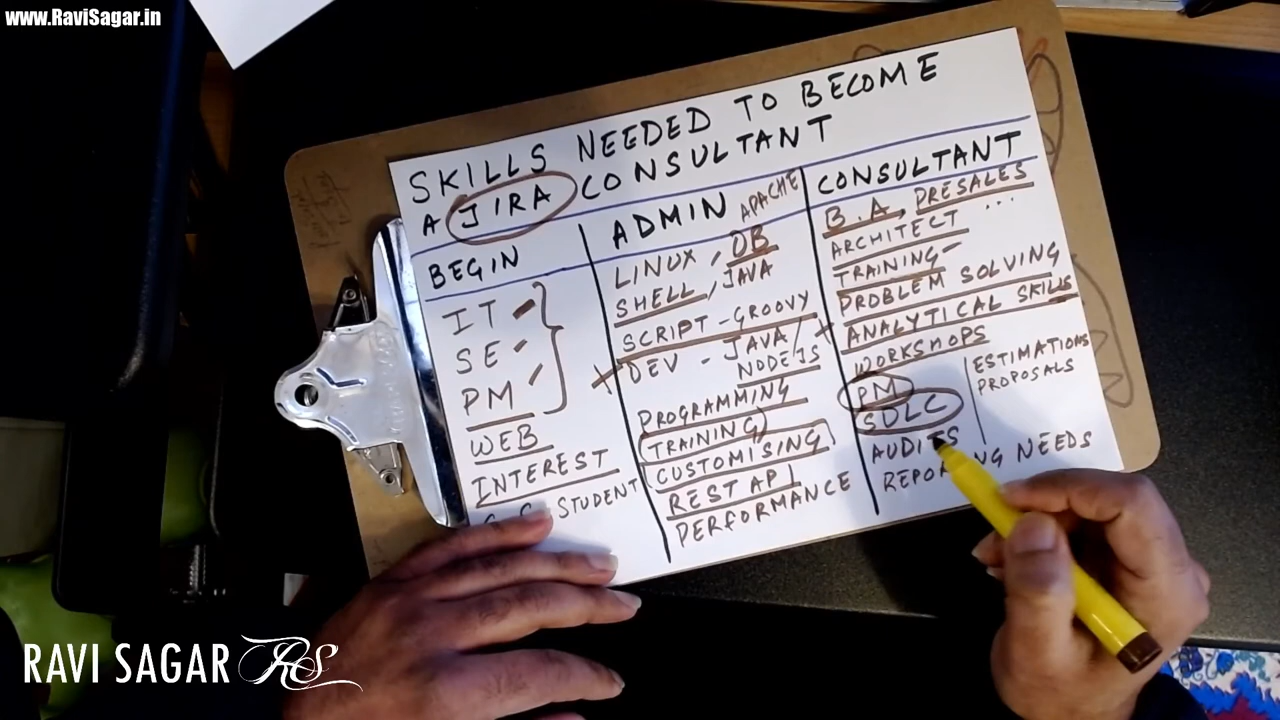 www.RaviSagar.in
SKILLS NEEDED TO BECOME
A JIRA CONSULTANT
BEGIN
IT
SE
PM
WEB
INTEREST
STUDENT
ADMIN APACHE
LINUX, DB
SHELL, JAVA
SCRIPT - GROOVY
DEV - JAVA/
NODEJS
PROGRAMMING
(TRAINING)
CUSTOMISING
REST API
PERFORMANCE
CONSULTANT
B.A, PRESALES
ARCHITECT ...
TRAINING
PROBLEM SOLVING
ANALYTICAL SKILLS
WORKSHOPS
PM
SDLC
ESTIMATIONS
PROPOSALS
AUDITS
REPORTING NEEDS
RAVI SAGAR RS